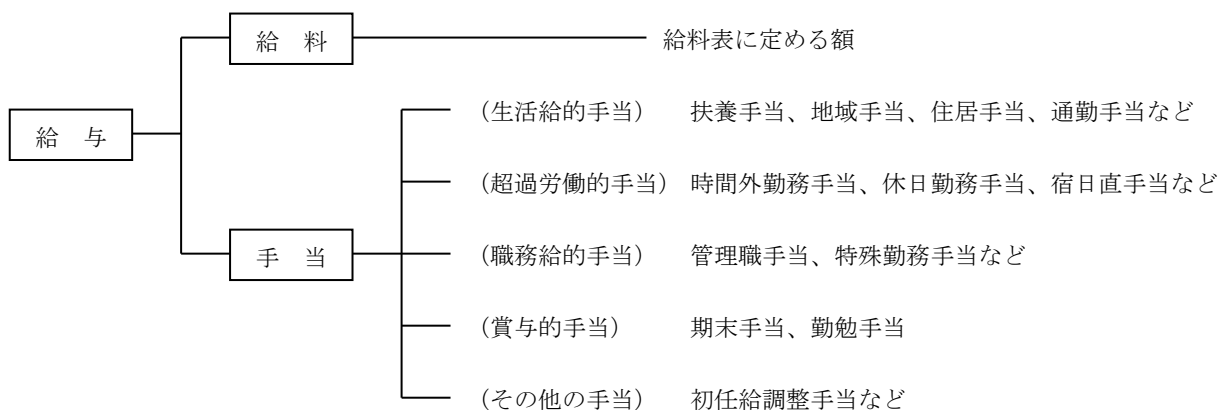 給　料
給料表に定める額
給　与
（生活給的手当）　扶養手当、地域手当、住居手当、通勤手当など
（超過労働的手当）時間外勤務手当、休日勤務手当、宿日直手当など
手　当
（職務給的手当）　管理職手当、特殊勤務手当など
（賞与的手当）　期末手当、勤勉手当
（その他の手当）　初任給調整手当など